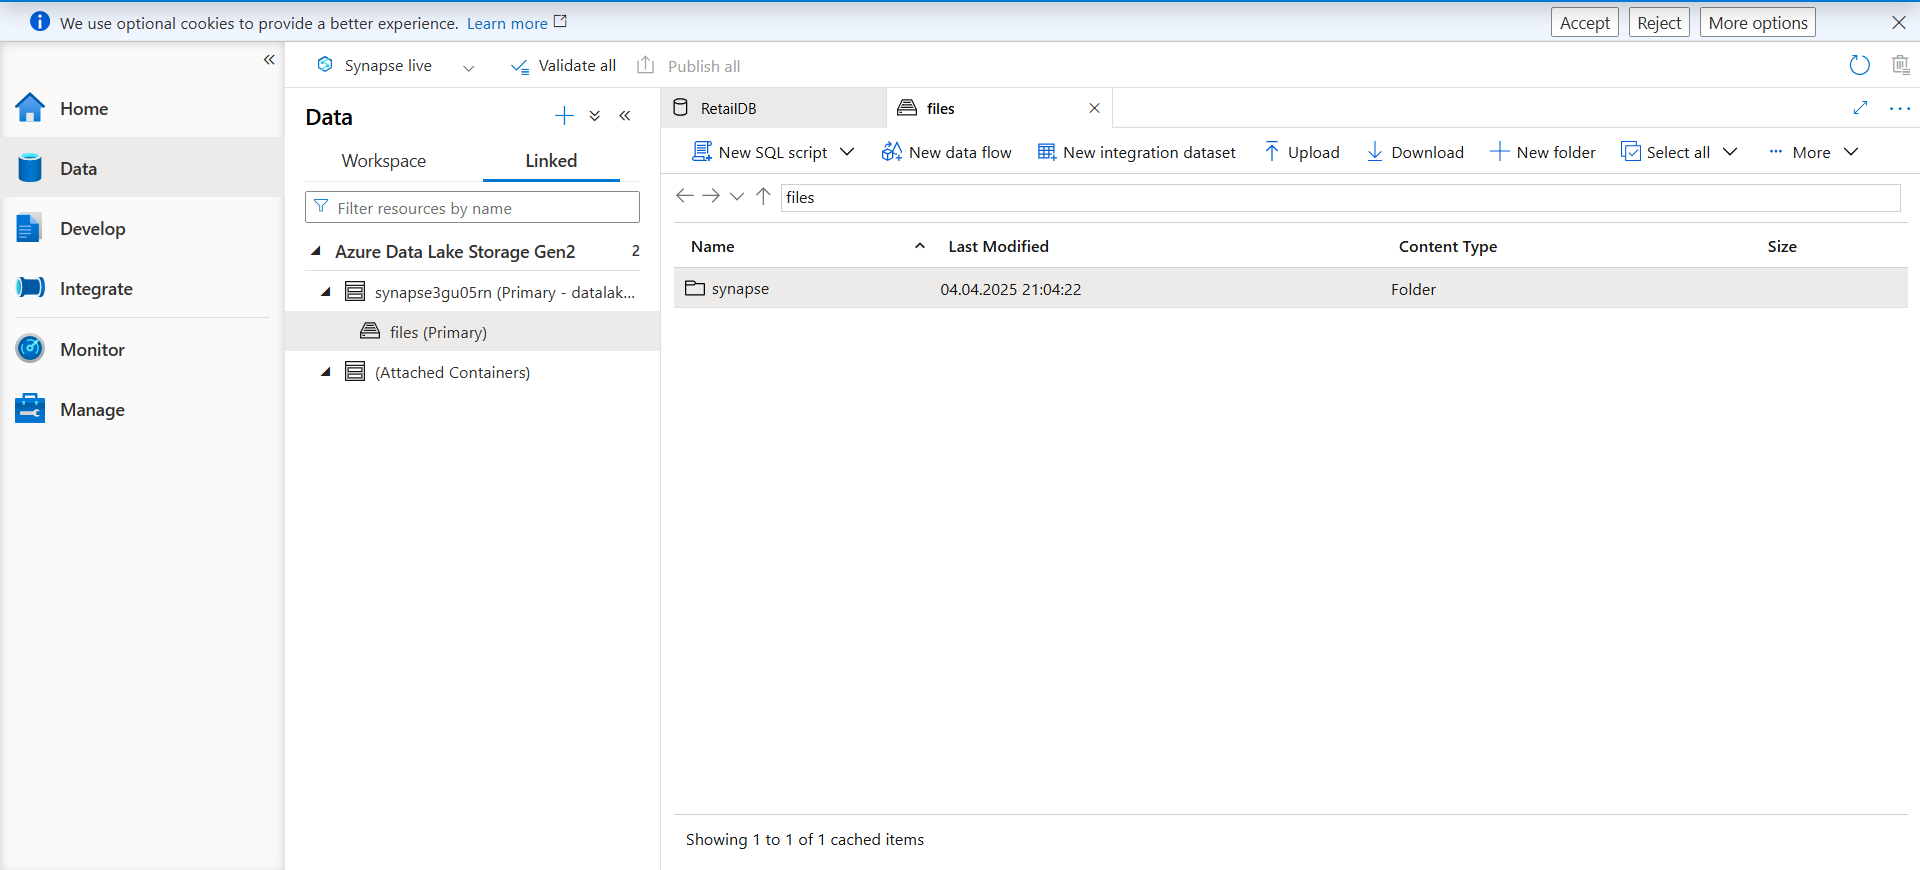 We use optional cookies to provide a better experience. Learn more
Accept
Reject
More options
Synapse live
Validate all
Publish all
Home
Data
Develop
Integrate
Monitor
Manage
Data
Workspace
Linked
Filter resources by name
Azure Data Lake Storage Gen2 2
synapse3gu05rn (Primary - datalak...
files (Primary)
(Attached Containers)
RetailDB
files
New SQL script
New data flow
New integration dataset
Upload
Download
New folder
Select all
More
files
Name Last Modified Content Type Size
synapse 04.04.2025 21:04:22 Folder
Showing 1 to 1 of 1 cached items